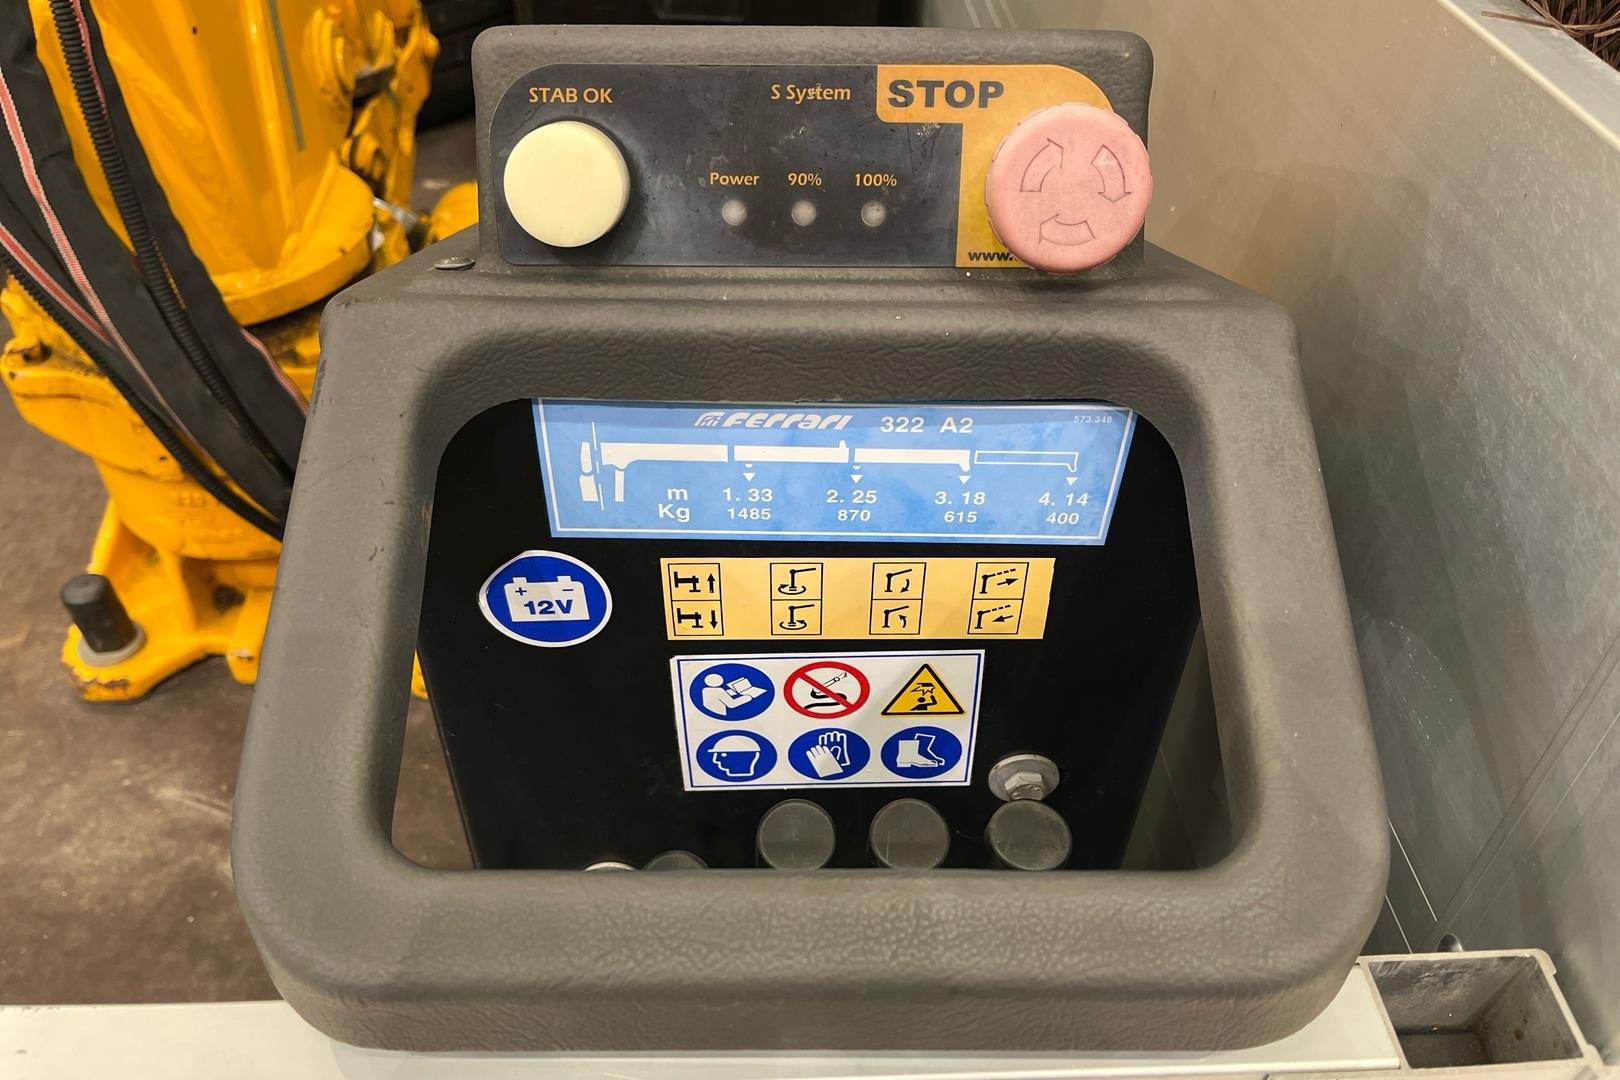 STAB OK
S System
STOP
Power 90% 100%
www.
Ferrari 322 A2 573.348
m 1.33 2.25 3.18 4.14
Kg 1485 870 615 400
+ −
12V